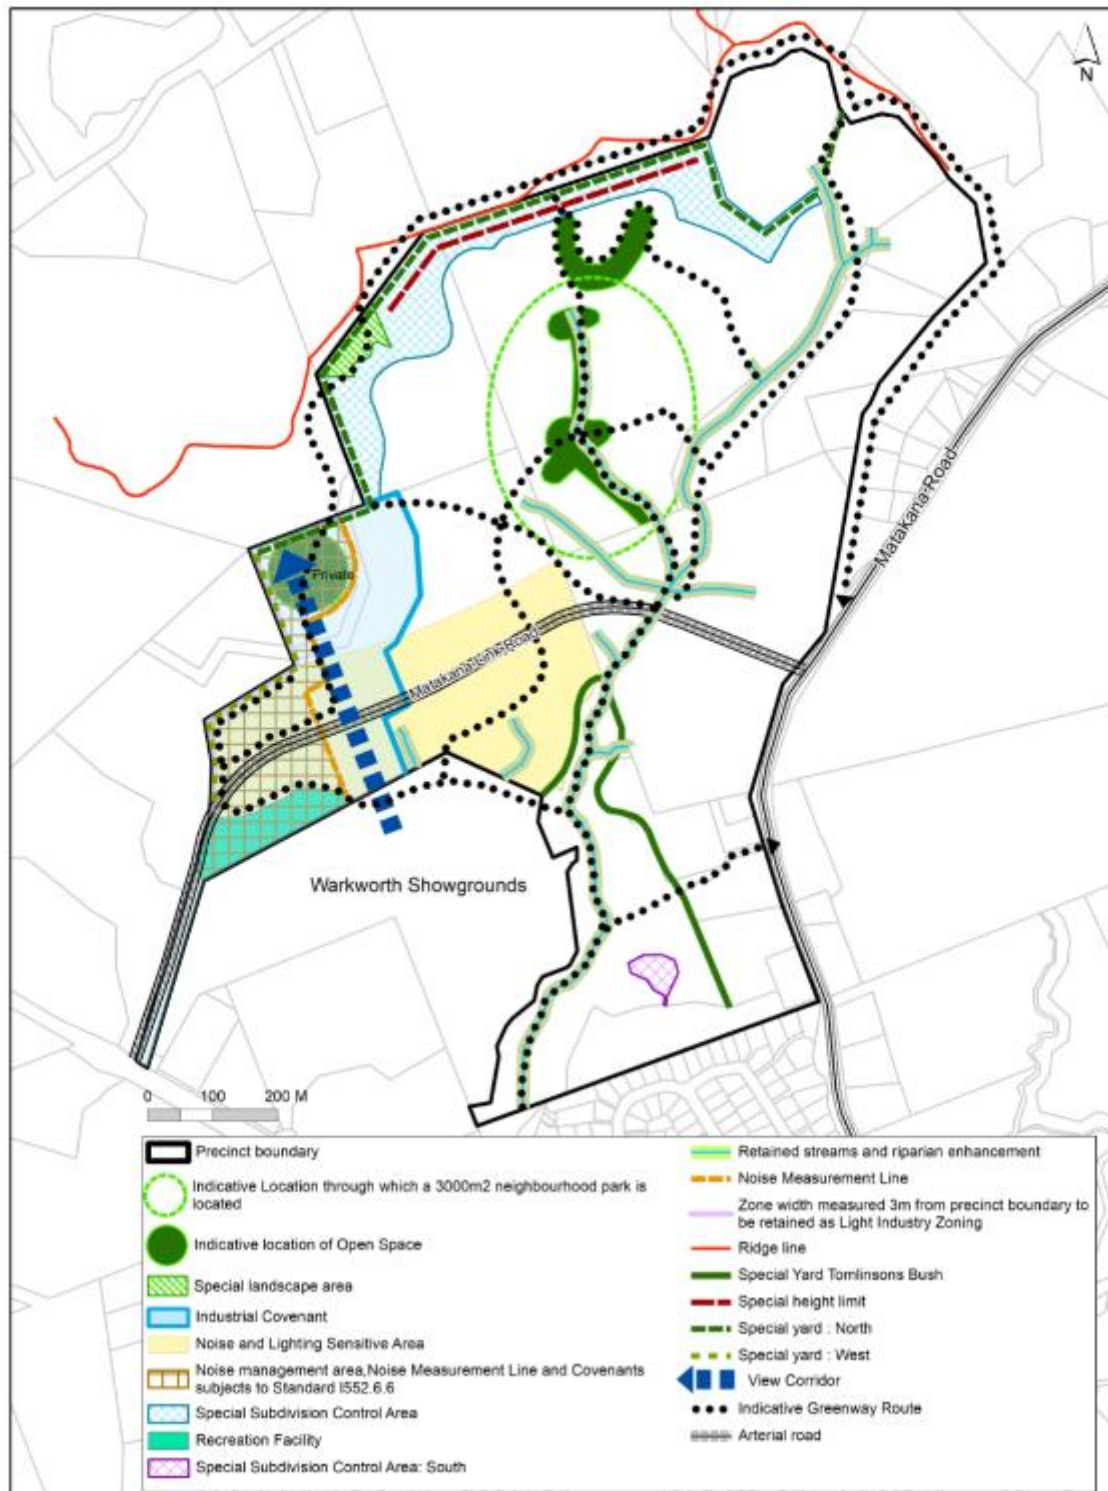 N
Matakana Road
Private
Matakana Link Road
Warkworth Showgrounds
0 100 200 M
Precinct boundary
Indicative Location through which a 3000m2 neighbourhood park is
located
Indicative location of Open Space
Special landscape area
Industrial Covenant
Noise and Lighting Sensitive Area
Noise management area,Noise Measurement Line and Covenants
subjects to Standard I552.6.6
Special Subdivision Control Area
Recreation Facility
Special Subdivision Control Area: South
Retained streams and riparian enhancement
Noise Measurement Line
Zone width measured 3m from precinct boundary to
be retained as Light Industry Zoning
Ridge line
Special Yard Tomlinsons Bush
Special height limit
Special yard : North
Special yard : West
View Corridor
Indicative Greenway Route
Arterial road